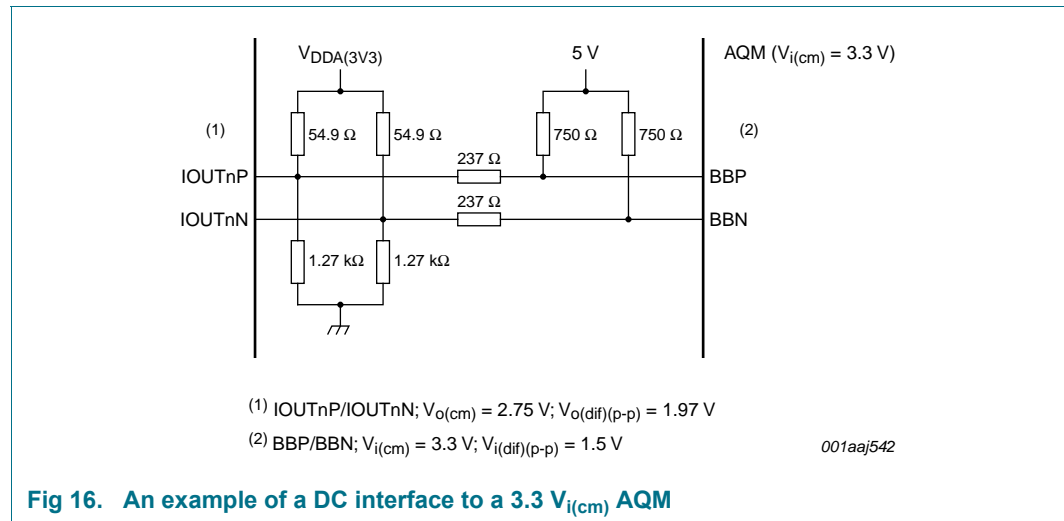 V_DDA(3V3) 5 V AQM (V_i(cm) = 3.3 V)
(1) 54.9 Ω 54.9 Ω 750 Ω 750 Ω (2)
237 Ω
IOUTnP BBP
237 Ω
IOUTnN BBN
1.27 kΩ 1.27 kΩ
(1) IOUTnP/IOUTnN; V_o(cm) = 2.75 V; V_o(dif)(p-p) = 1.97 V
(2) BBP/BBN; V_i(cm) = 3.3 V; V_i(dif)(p-p) = 1.5 V 001aaj542
Fig 16. An example of a DC interface to a 3.3 V_i(cm) AQM